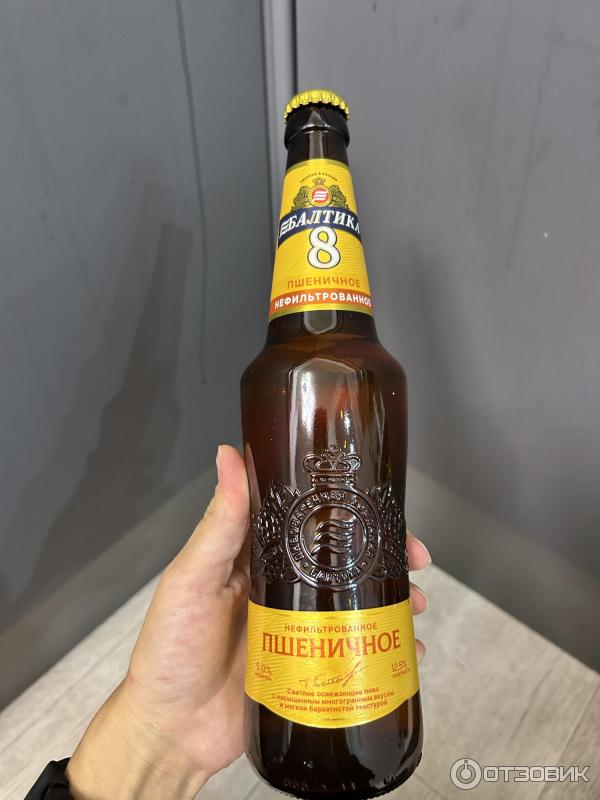 БАЛТИКА
8
ПШЕНИЧНОЕ
НЕФИЛЬТРОВАННОЕ
НЕФИЛЬТРОВАННОЕ
ПШЕНИЧНОЕ
5,0% 12,5%
Светлое освежающее пиво
с насыщенным многогранным вкусом
и мягкой бархатистой текстурой
ОТЗОВИК